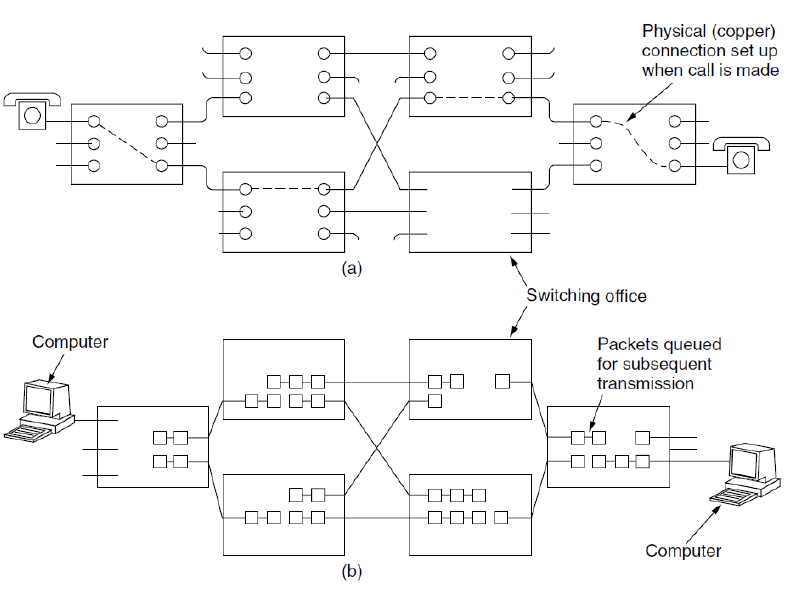 Physical (copper)
connection set up
when call is made
(a)
Switching office
Computer
Packets queued
for subsequent
transmission
Computer
(b)